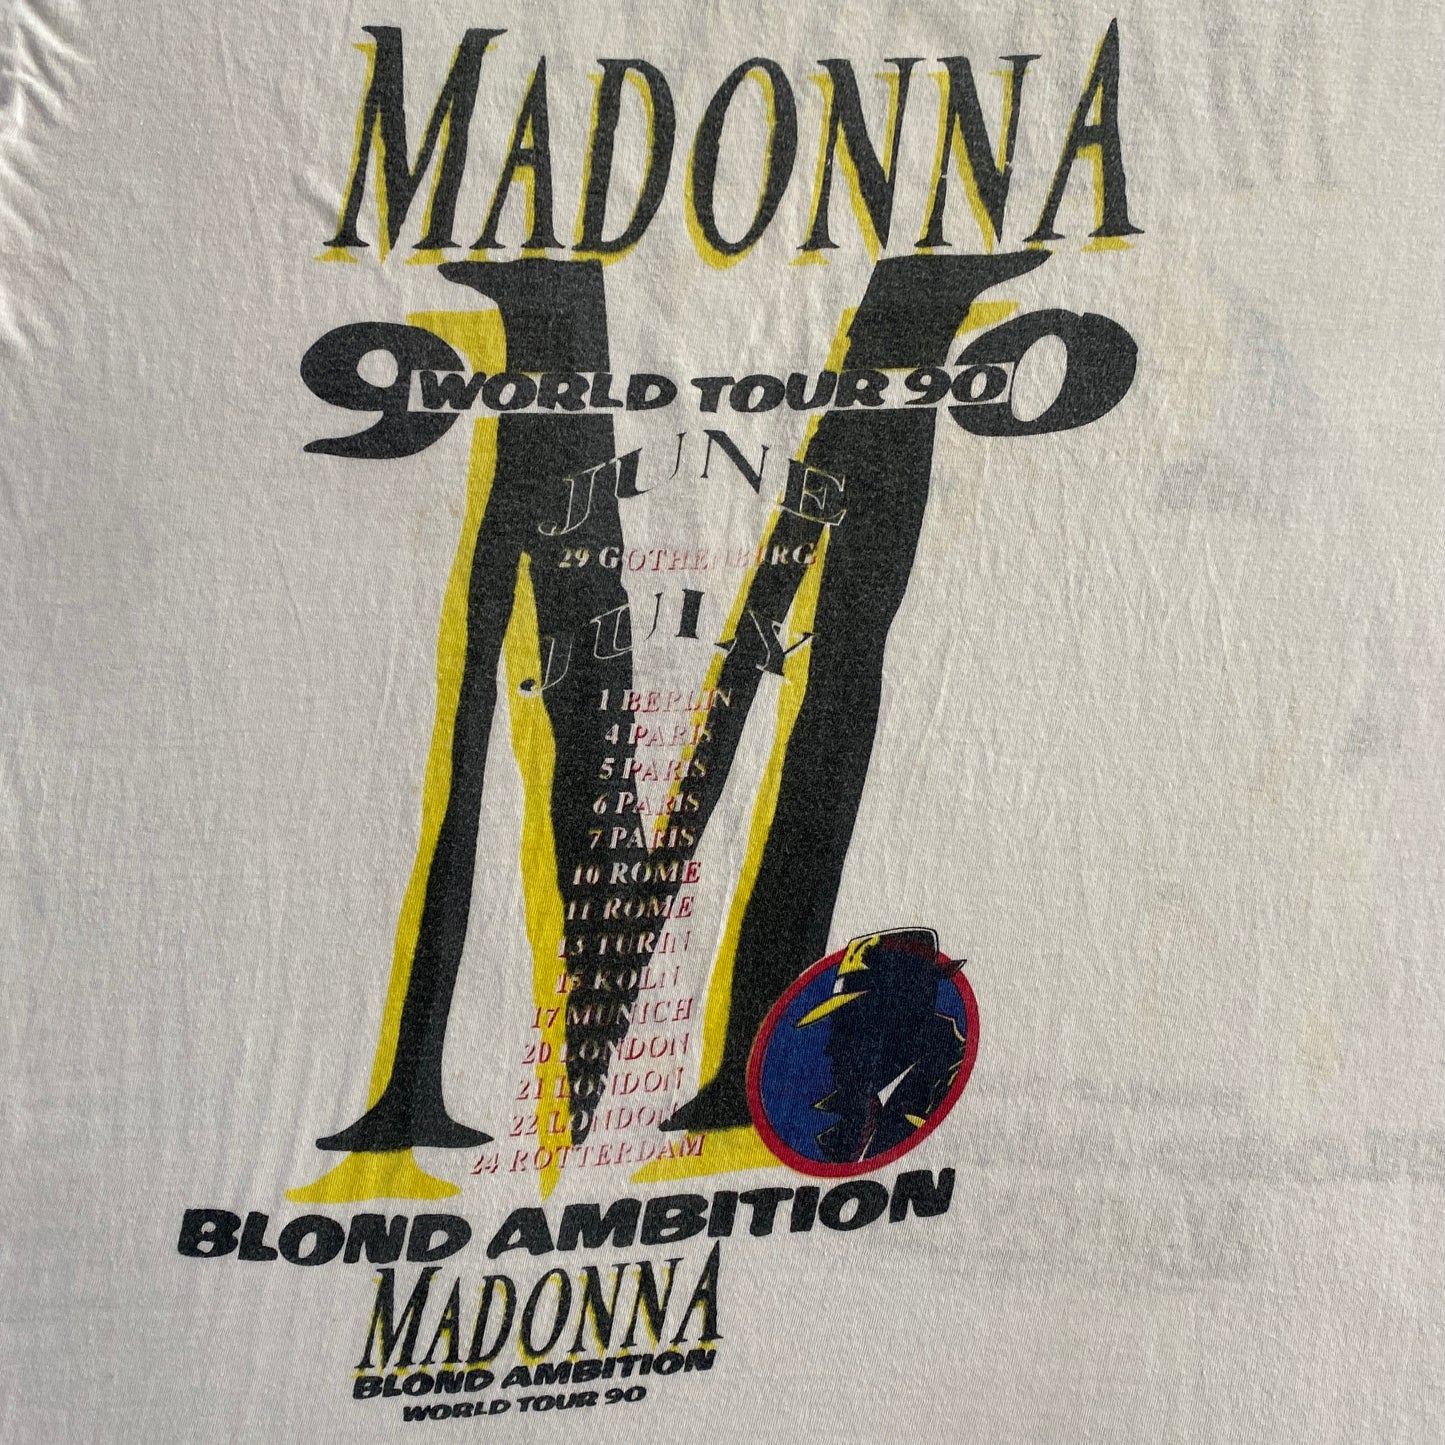 MADONNA
90
WORLD TOUR 90
JUNE
29 GOTHENBURG
JULY
1 BERLIN
4 PARIS
5 PARIS
6 PARIS
7 PARIS
10 ROME
11 ROME
13 TURIN
15 KOLN
17 MUNICH
20 LONDON
21 LONDON
22 LONDON
24 ROTTERDAM
M
BLOND AMBITION
MADONNA
BLOND AMBITION
WORLD TOUR 90